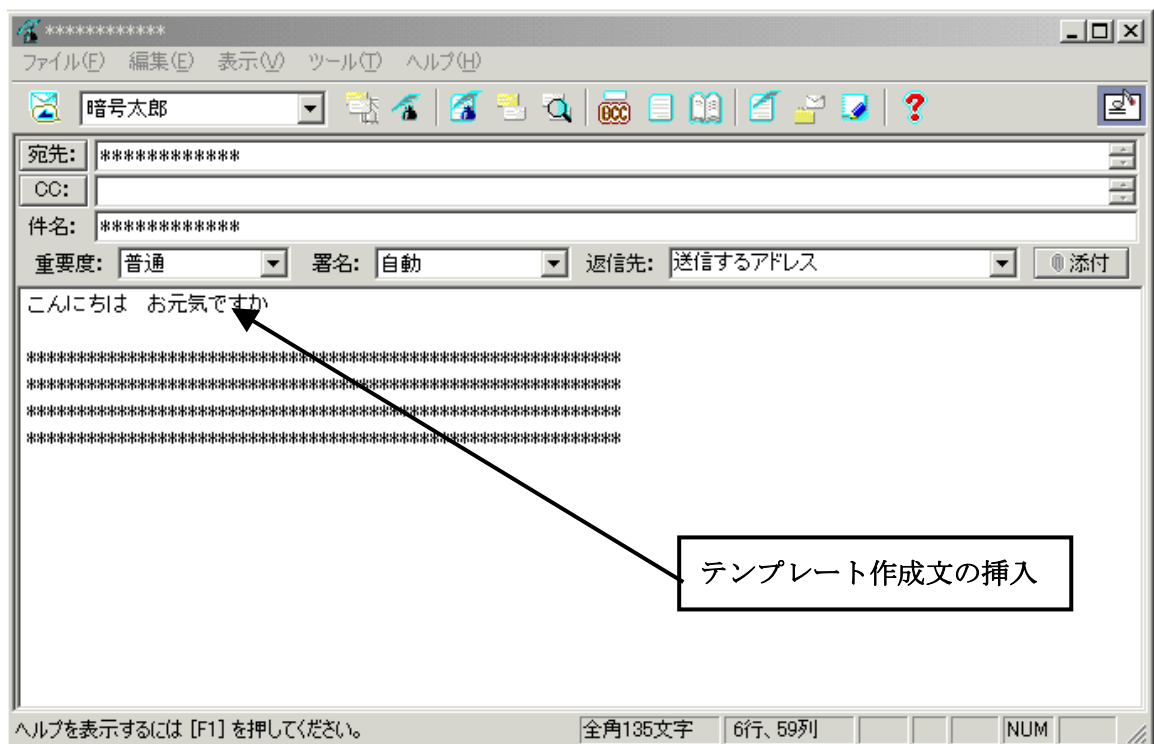 ************
ファイル(F) 編集(E) 表示(V) ツール(T) ヘルプ(H)
暗号太郎 BCC ?
宛先: ************
CC:
件名: ************
重要度: 普通 署名: 自動 返信先: 送信するアドレス 添付
こんにちは お元気ですか
***********************************************************
***********************************************************
***********************************************************
***********************************************************
テンプレート作成文の挿入
ヘルプを表示するには [F1] を押してください。 全角135文字 6行、59列 NUM